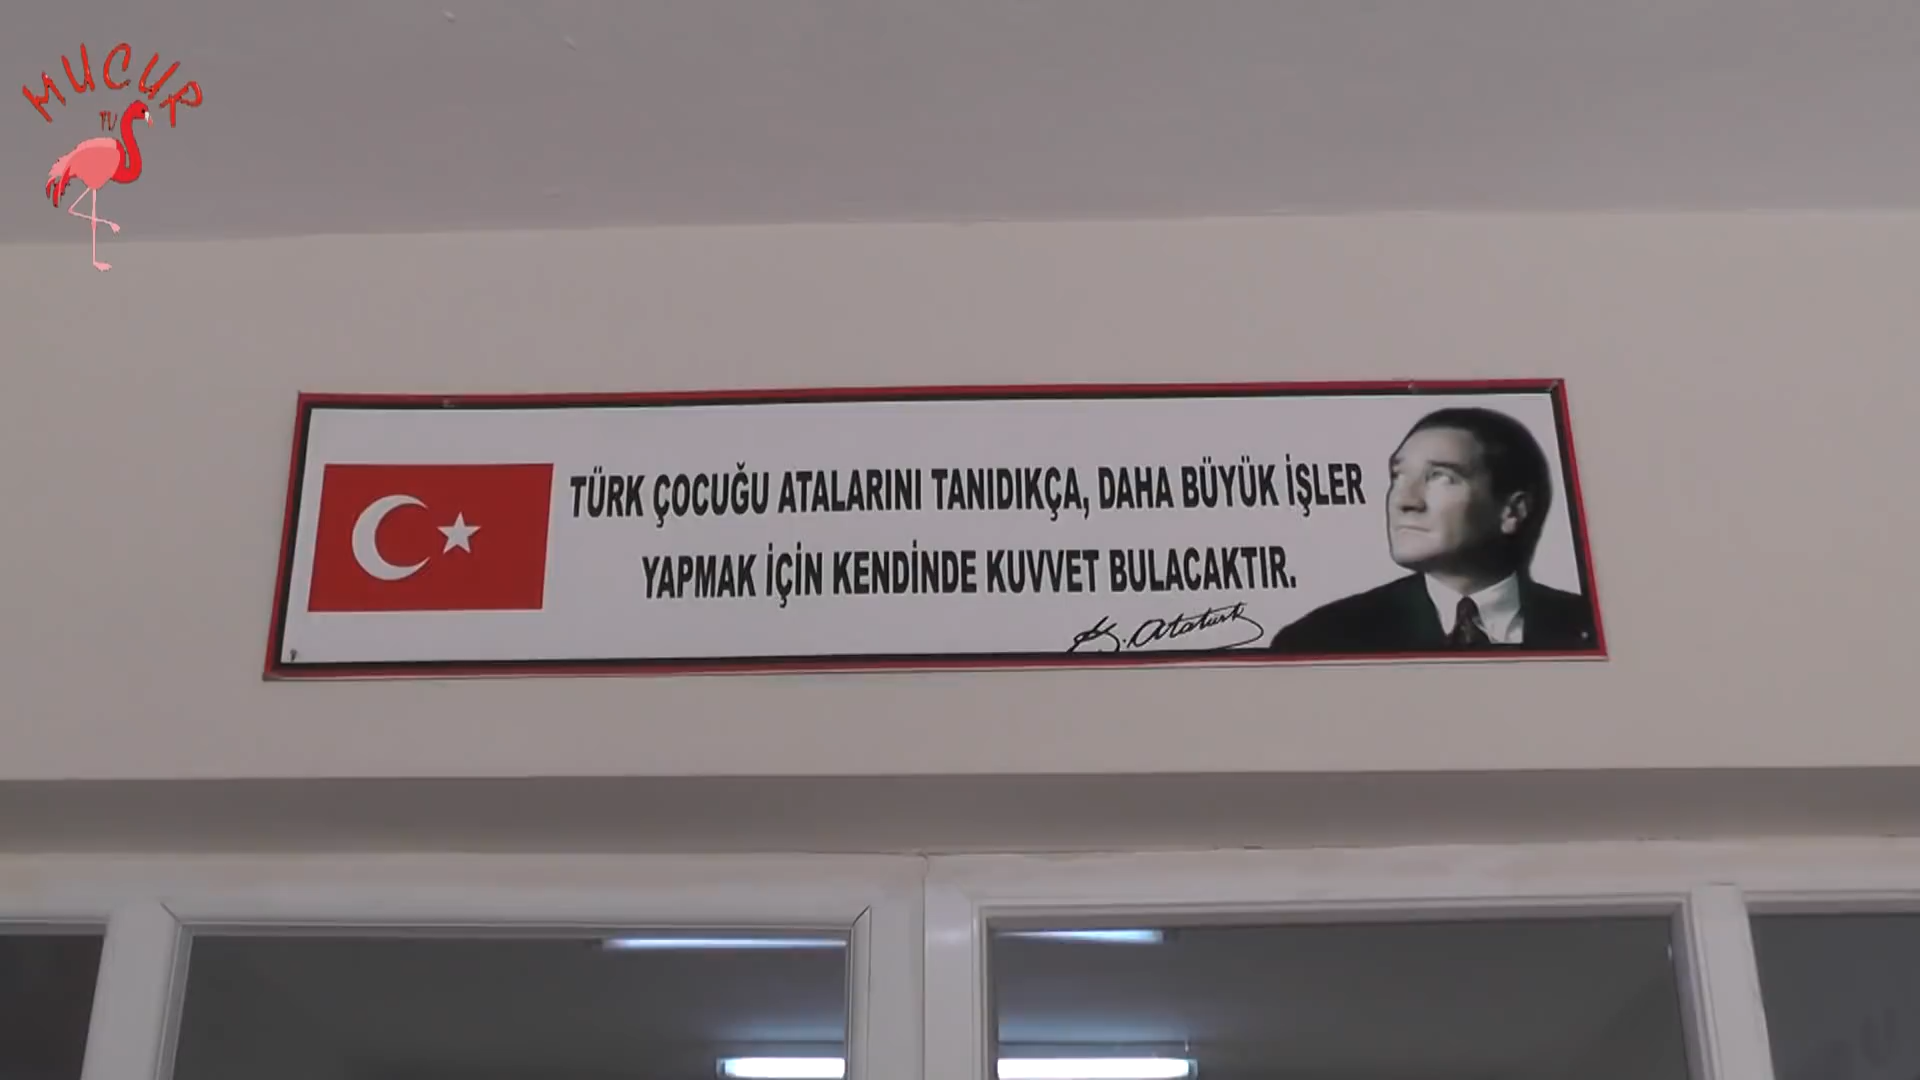 MUCUR
TV
TÜRK ÇOCUĞU ATALARINI TANIDIKÇA, DAHA BÜYÜK İŞLER
YAPMAK İÇİN KENDİNDE KUVVET BULACAKTIR.
K. Atatürk